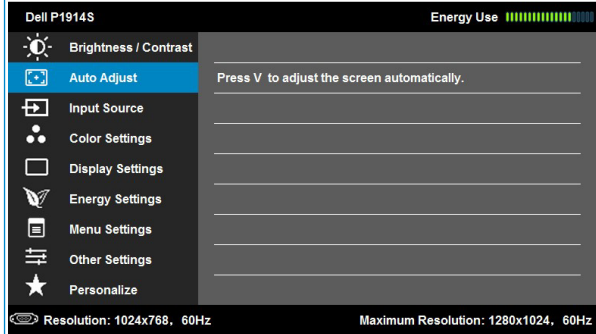 Dell P1914S Energy Use
Brightness / Contrast
Auto Adjust Press V to adjust the screen automatically.
Input Source
Color Settings
Display Settings
Energy Settings
Menu Settings
Other Settings
Personalize
Resolution: 1024x768, 60Hz Maximum Resolution: 1280x1024, 60Hz